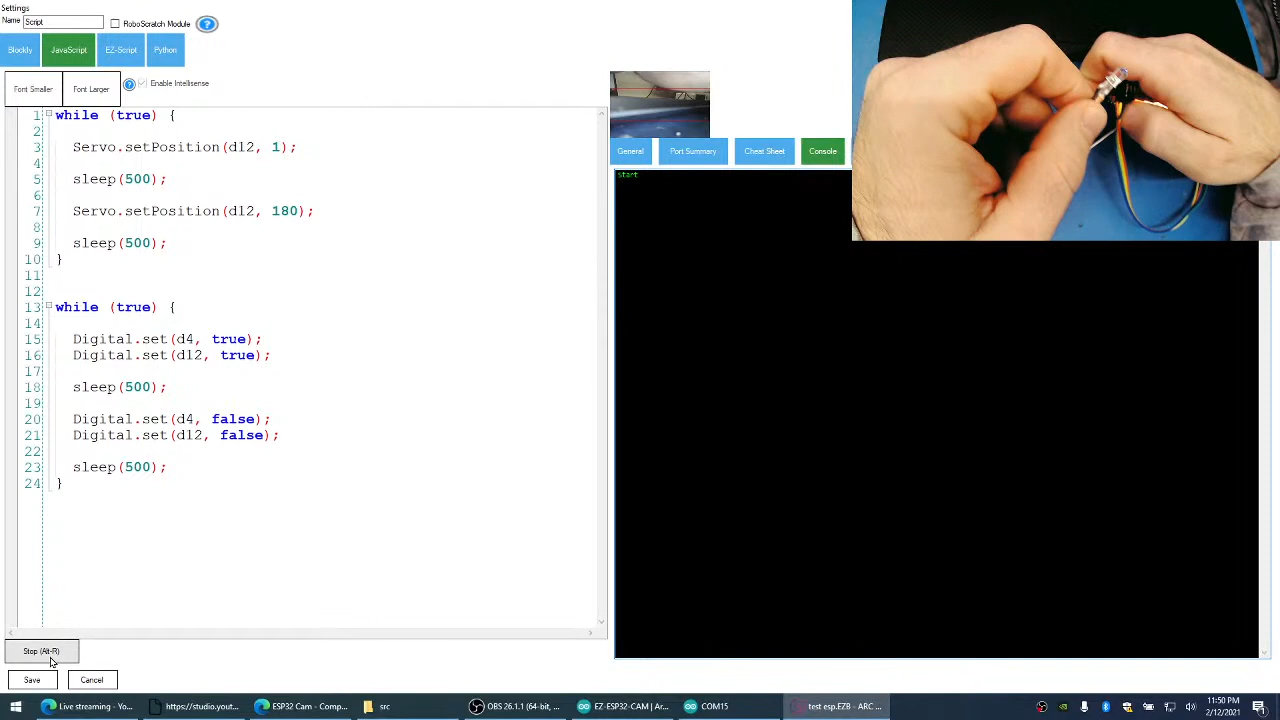 Settings
Name Script RoboScratch Module ?
Blockly JavaScript EZ-Script Python
Font Smaller Font Larger ? Enable Intellisense
1 while (true) {
2
3 Servo.setPosition(d12, 1);
4
5 sleep(500);
6
7 Servo.setPosition(d12, 180);
8
9 sleep(500);
10 }
11
12
13 while (true) {
14
15 Digital.set(d4, true);
16 Digital.set(d12, true);
17
18 sleep(500);
19
20 Digital.set(d4, false);
21 Digital.set(d12, false);
22
23 sleep(500);
24 }
Stop (Alt-R)
Save Cancel
General Port Summary Cheat Sheet Console
Start
Live streaming - Yo... https://studio.yout... ESP32 Cam - Comp... src OBS 26.1.1 (64-bit, ... EZ-ESP32-CAM | Ar... COM15 test esp.EZB - ARC ...
11:50 PM
2/12/2021